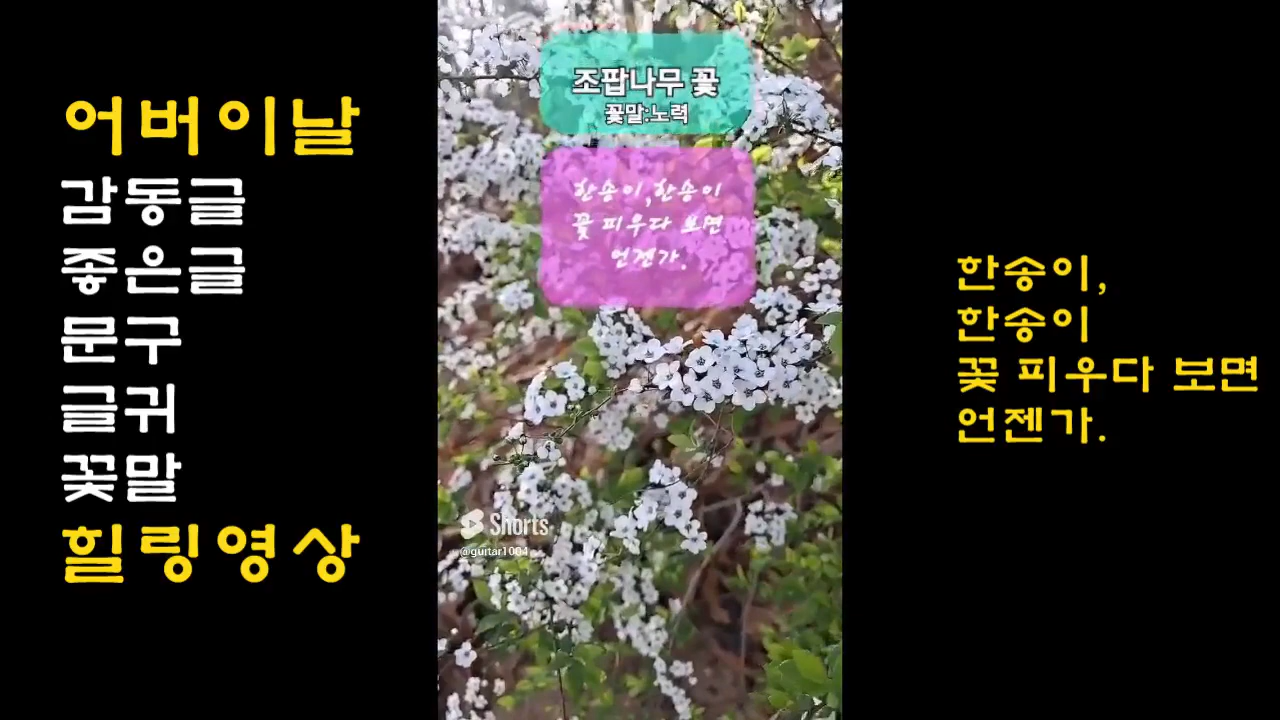 어버이날
감동글
좋은글
문구
글귀
꽃말
힐링영상
조팝나무 꽃
꽃말:노력
한송이,한송이
꽃 피우다 보면
언젠가.
Shorts
@guitar1004
한송이,
한송이
꽃 피우다 보면
언젠가.